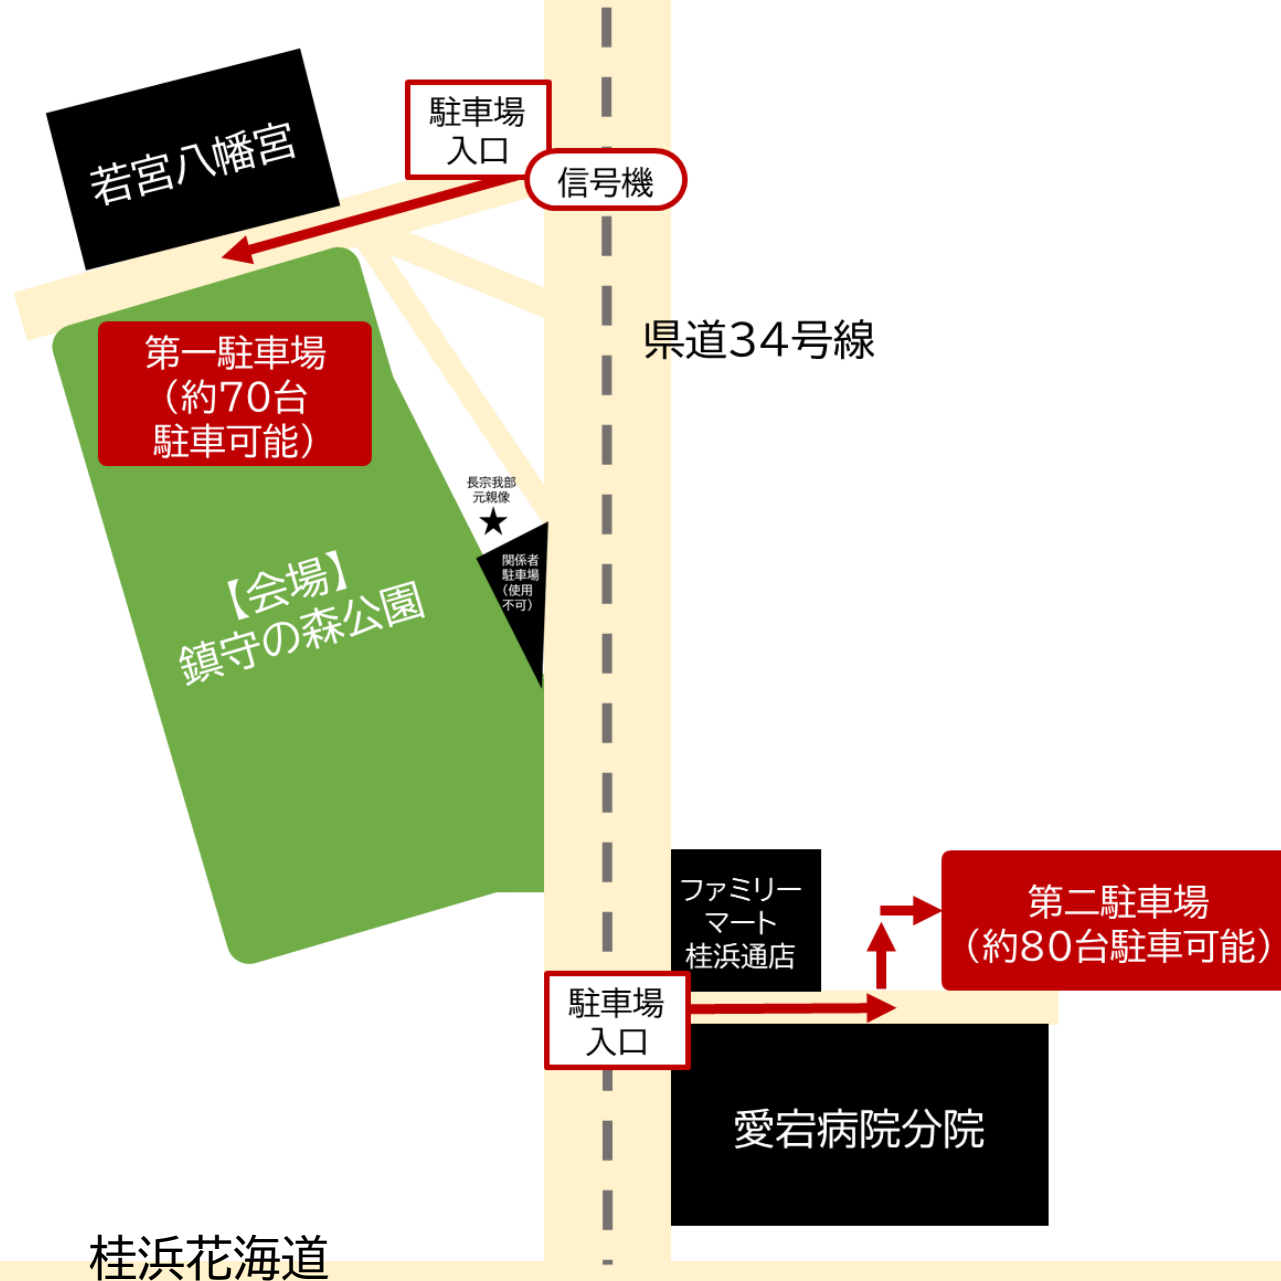 駐車場
入口
若宮八幡宮
信号機
県道34号線
第一駐車場
（約70台
駐車可能）
長宗我部
元親像
★
関係者
駐車場
（使用
不可）
【会場】
鎮守の森公園
ファミリー
マート
桂浜通店
第二駐車場
（約80台駐車可能）
駐車場
入口
愛宕病院分院
桂浜花海道